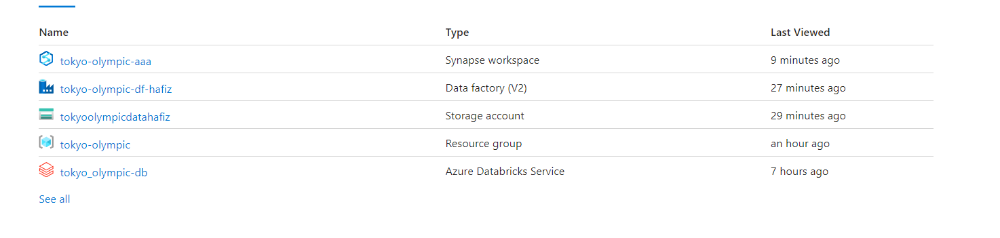 Name Type Last Viewed
tokyo-olympic-aaa Synapse workspace 9 minutes ago
tokyo-olympic-df-hafiz Data factory (V2) 27 minutes ago
tokyoolympicdatahafiz Storage account 29 minutes ago
tokyo-olympic Resource group an hour ago
tokyo_olympic-db Azure Databricks Service 7 hours ago
See all